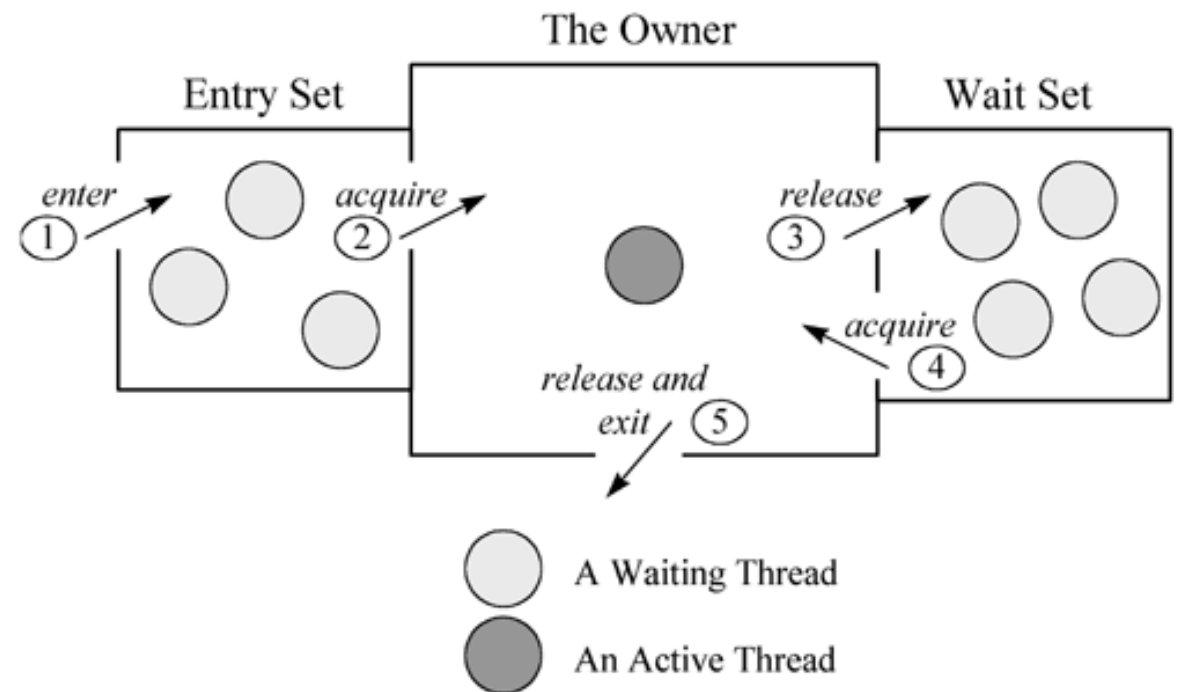 The Owner
Entry Set
Wait Set
enter
1
acquire
2
release
3
acquire
4
release and
exit
5
A Waiting Thread
An Active Thread